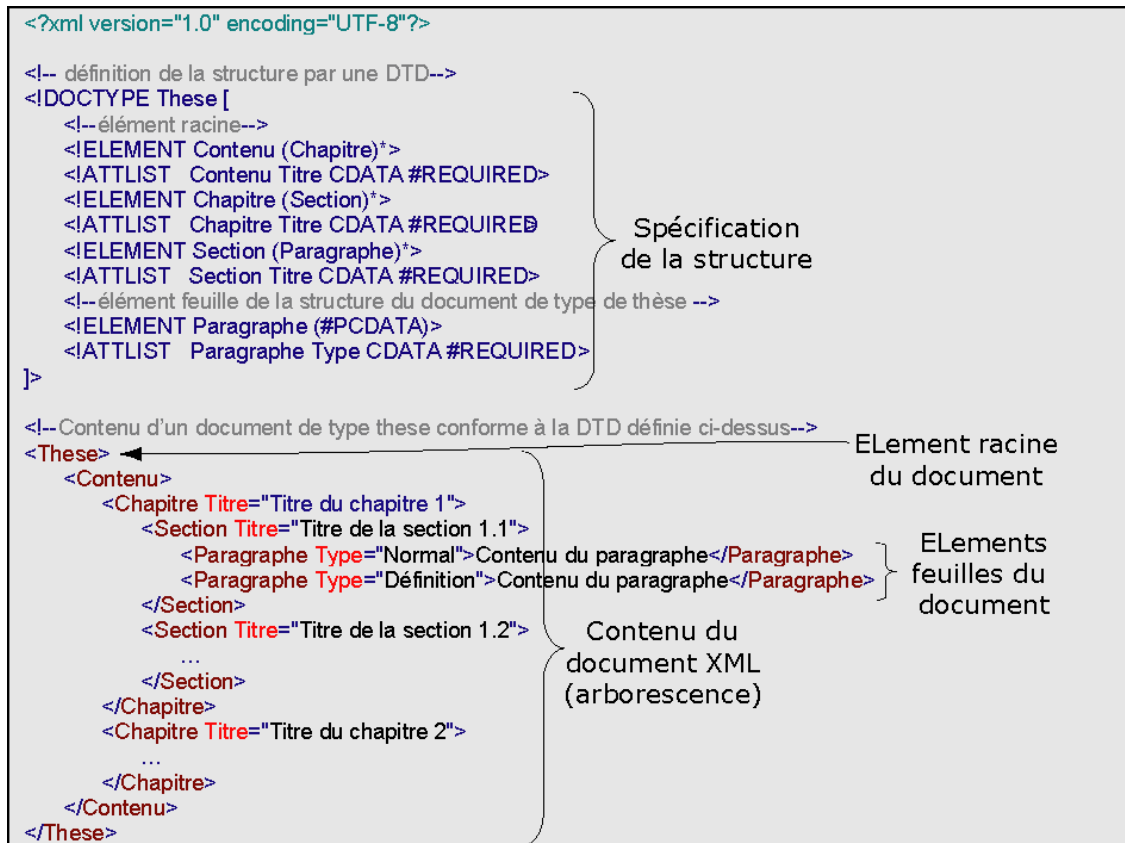 <?xml version="1.0" encoding="UTF-8"?>
<!-- définition de la structure par une DTD-->
<!DOCTYPE These [
<!--élément racine-->
<!ELEMENT Contenu (Chapitre)*>
<!ATTLIST Contenu Titre CDATA #REQUIRED>
<!ELEMENT Chapitre (Section)*>
<!ATTLIST Chapitre Titre CDATA #REQUIRED>
<!ELEMENT Section (Paragraphe)*>
<!ATTLIST Section Titre CDATA #REQUIRED>
<!--élément feuille de la structure du document de type de thèse -->
<!ELEMENT Paragraphe (#PCDATA)>
<!ATTLIST Paragraphe Type CDATA #REQUIRED>
]>
Spécification
de la structure
<!--Contenu d'un document de type these conforme à la DTD définie ci-dessus-->
<These>
<Contenu>
<Chapitre Titre="Titre du chapitre 1">
<Section Titre="Titre de la section 1.1">
<Paragraphe Type="Normal">Contenu du paragraphe</Paragraphe>
<Paragraphe Type="Définition">Contenu du paragraphe</Paragraphe>
</Section>
<Section Titre="Titre de la section 1.2">
...
</Section>
</Chapitre>
<Chapitre Titre="Titre du chapitre 2">
...
</Chapitre>
</Contenu>
</These>
ELement racine
du document
ELements
feuilles du
document
Contenu du
document XML
(arborescence)